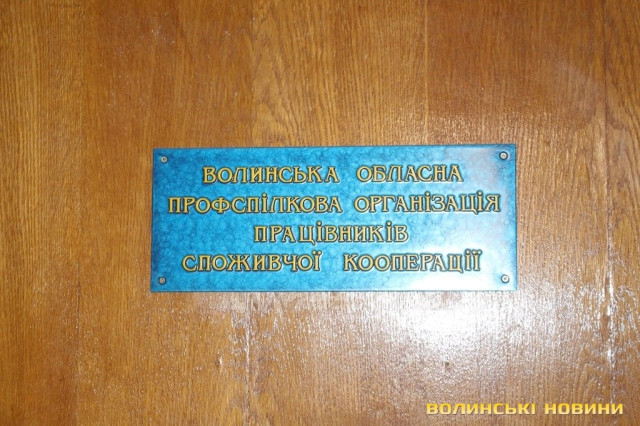 ВОЛИНСЬКА ОБЛАСНА
ПРОФСПІЛКОВА ОРГАНІЗАЦІЯ
ПРАЦІВНИКІВ
СПОЖИВЧОЇ КООПЕРАЦІЇ
ВОЛИНСЬКІ НОВИНИ